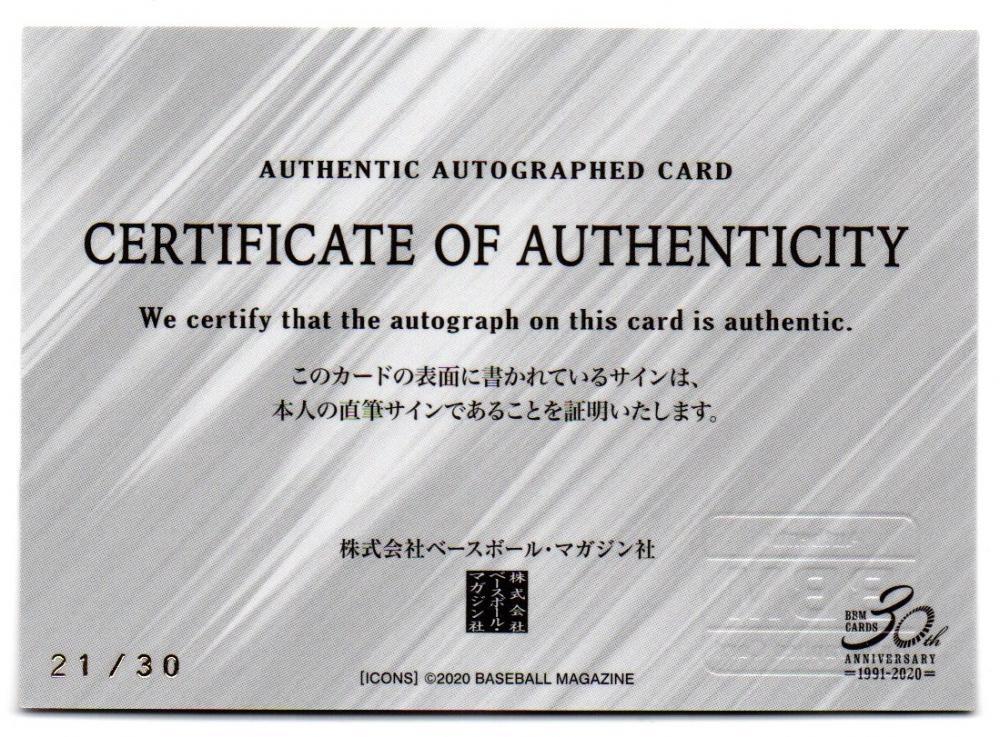 AUTHENTIC AUTOGRAPHED CARD
CERTIFICATE OF AUTHENTICITY
We certify that the autograph on this card is authentic.
このカードの表面に書かれているサインは、
本人の直筆サインであることを証明いたします。
株式会社ベースボール・マガジン社
株式会社
ベースボール・
マガジン社
BBM
CARDS
30th
ANNIVERSARY
=1991-2020=
21/30
[ICONS] ©2020 BASEBALL MAGAZINE